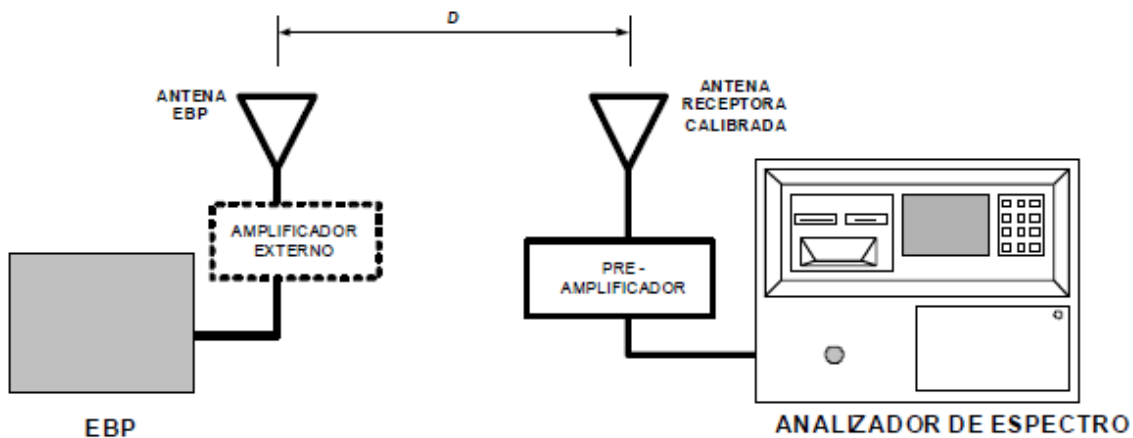 D
ANTENA
EBP
ANTENA
RECEPTORA
CALIBRADA
AMPLIFICADOR
EXTERNO
PRE -
AMPLIFICADOR
EBP
ANALIZADOR DE ESPECTRO